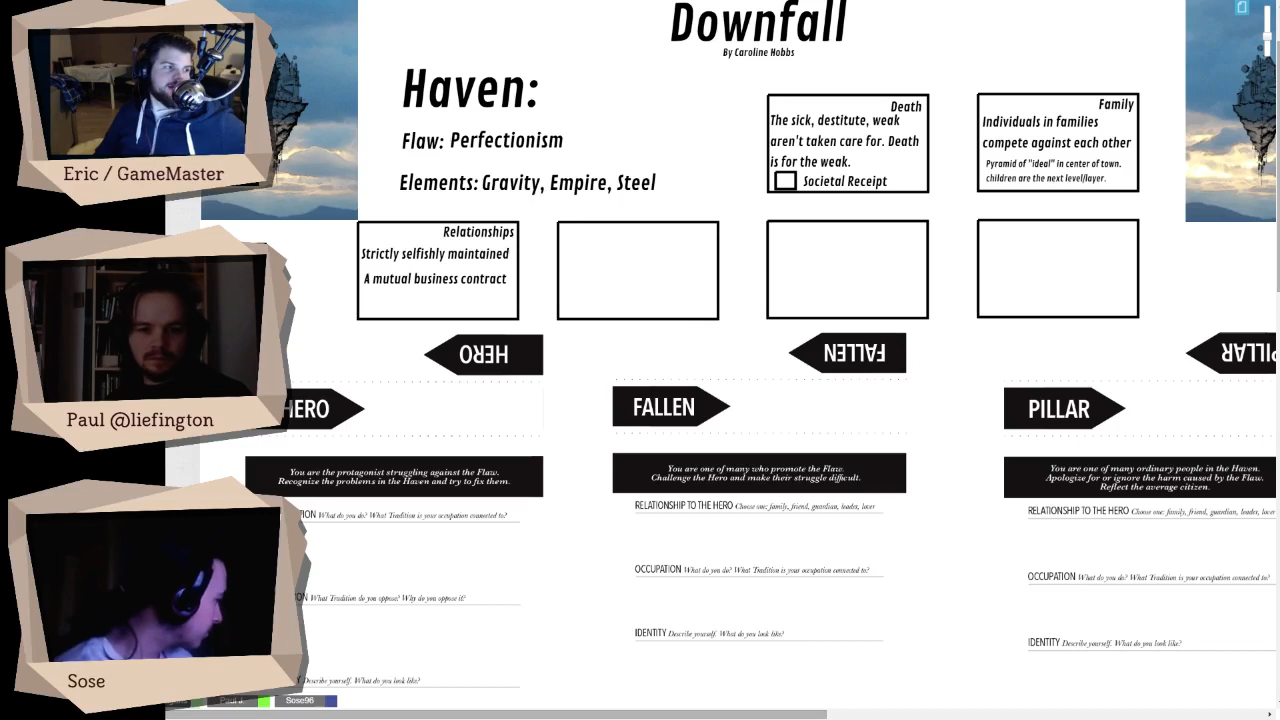 Downfall
By Caroline Hobbs
Haven:
Flaw: Perfectionism
Elements: Gravity, Empire, Steel
Death
The sick, destitute, weak
aren't taken care for. Death
is for the weak.
Societal Receipt
Family
Individuals in families
compete against each other
Pyramid of "ideal" in center of town.
children are the next level/layer.
Relationships
Strictly selfishly maintained
A mutual business contract
HERO
FALLEN
PILLAR
HERO
FALLEN
PILLAR
You are the protagonist struggling against the Flaw.
Recognize the problems in the Haven and try to fix them.
You are one of many who promote the Flaw.
Challenge the Hero and make their struggle difficult.
You are one of many ordinary people in the Haven.
Apologize for or ignore the harm caused by the Flaw.
Reflect the average citizen.
TION What do you do? What Tradition is your occupation connected to?
ON What Tradition do you oppose? Why do you oppose it?
Y Describe yourself. What do you look like?
RELATIONSHIP TO THE HERO Choose one: family, friend, guardian, leader, lover
OCCUPATION What do you do? What Tradition is your occupation connected to?
IDENTITY Describe yourself. What do you look like?
RELATIONSHIP TO THE HERO Choose one: family, friend, guardian, leader, lover
OCCUPATION What do you do? What Tradition is your occupation connected to?
IDENTITY Describe yourself. What do you look like?
Eric / GameMaster
Paul @liefington
Sose
Paul J.
Sose96